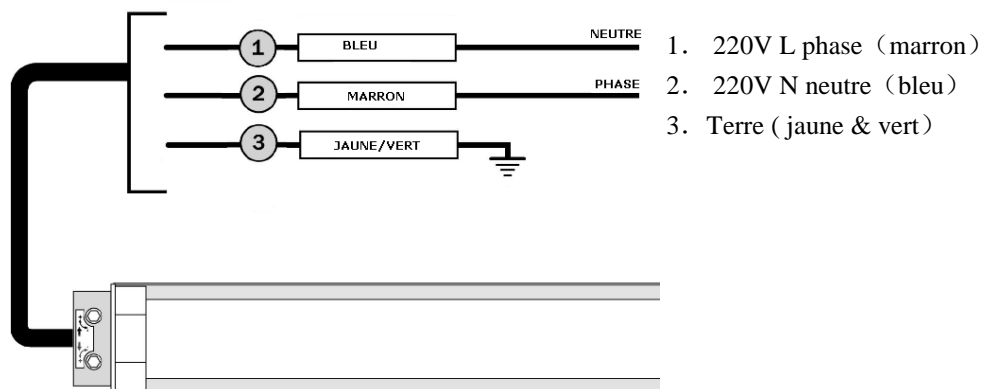 1 BLEU NEUTRE
2 MARRON PHASE
3 JAUNE/VERT
1. 220V L phase（marron）
2. 220V N neutre（bleu）
3. Terre ( jaune & vert）